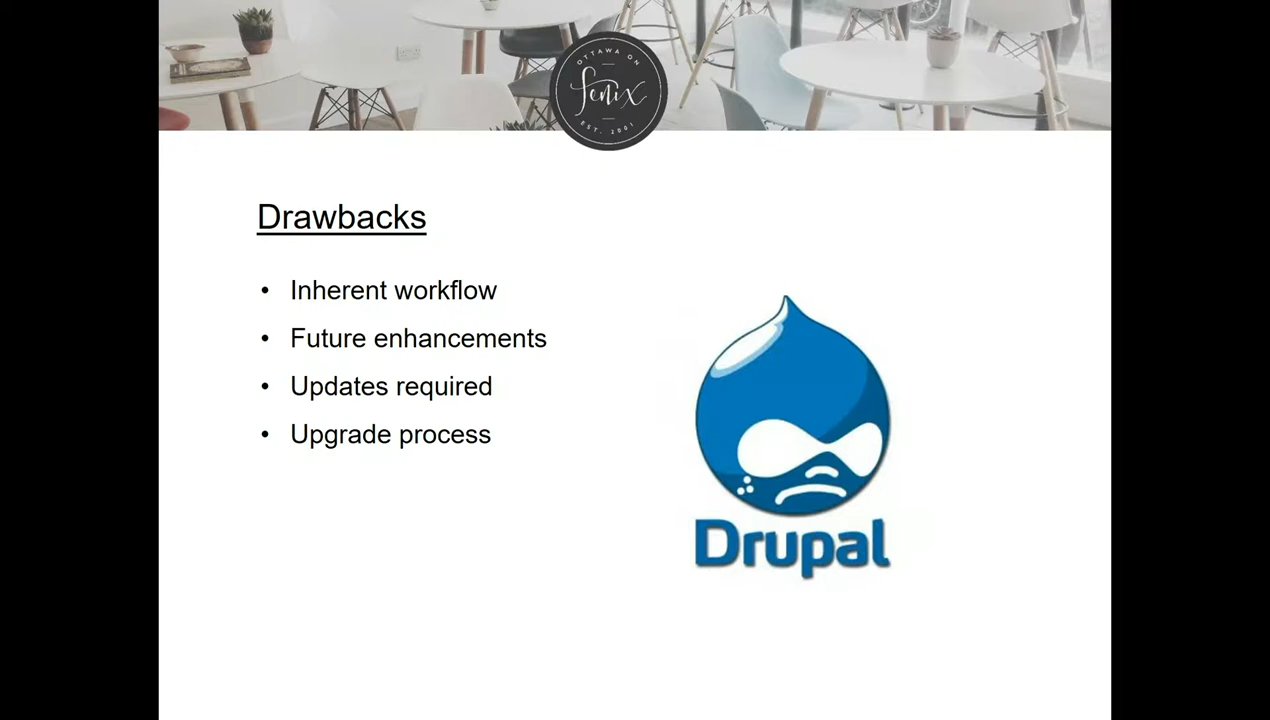 OTTAWA ON
fenix
EST. 2001
Drawbacks
• Inherent workflow
• Future enhancements
• Updates required
• Upgrade process
Drupal